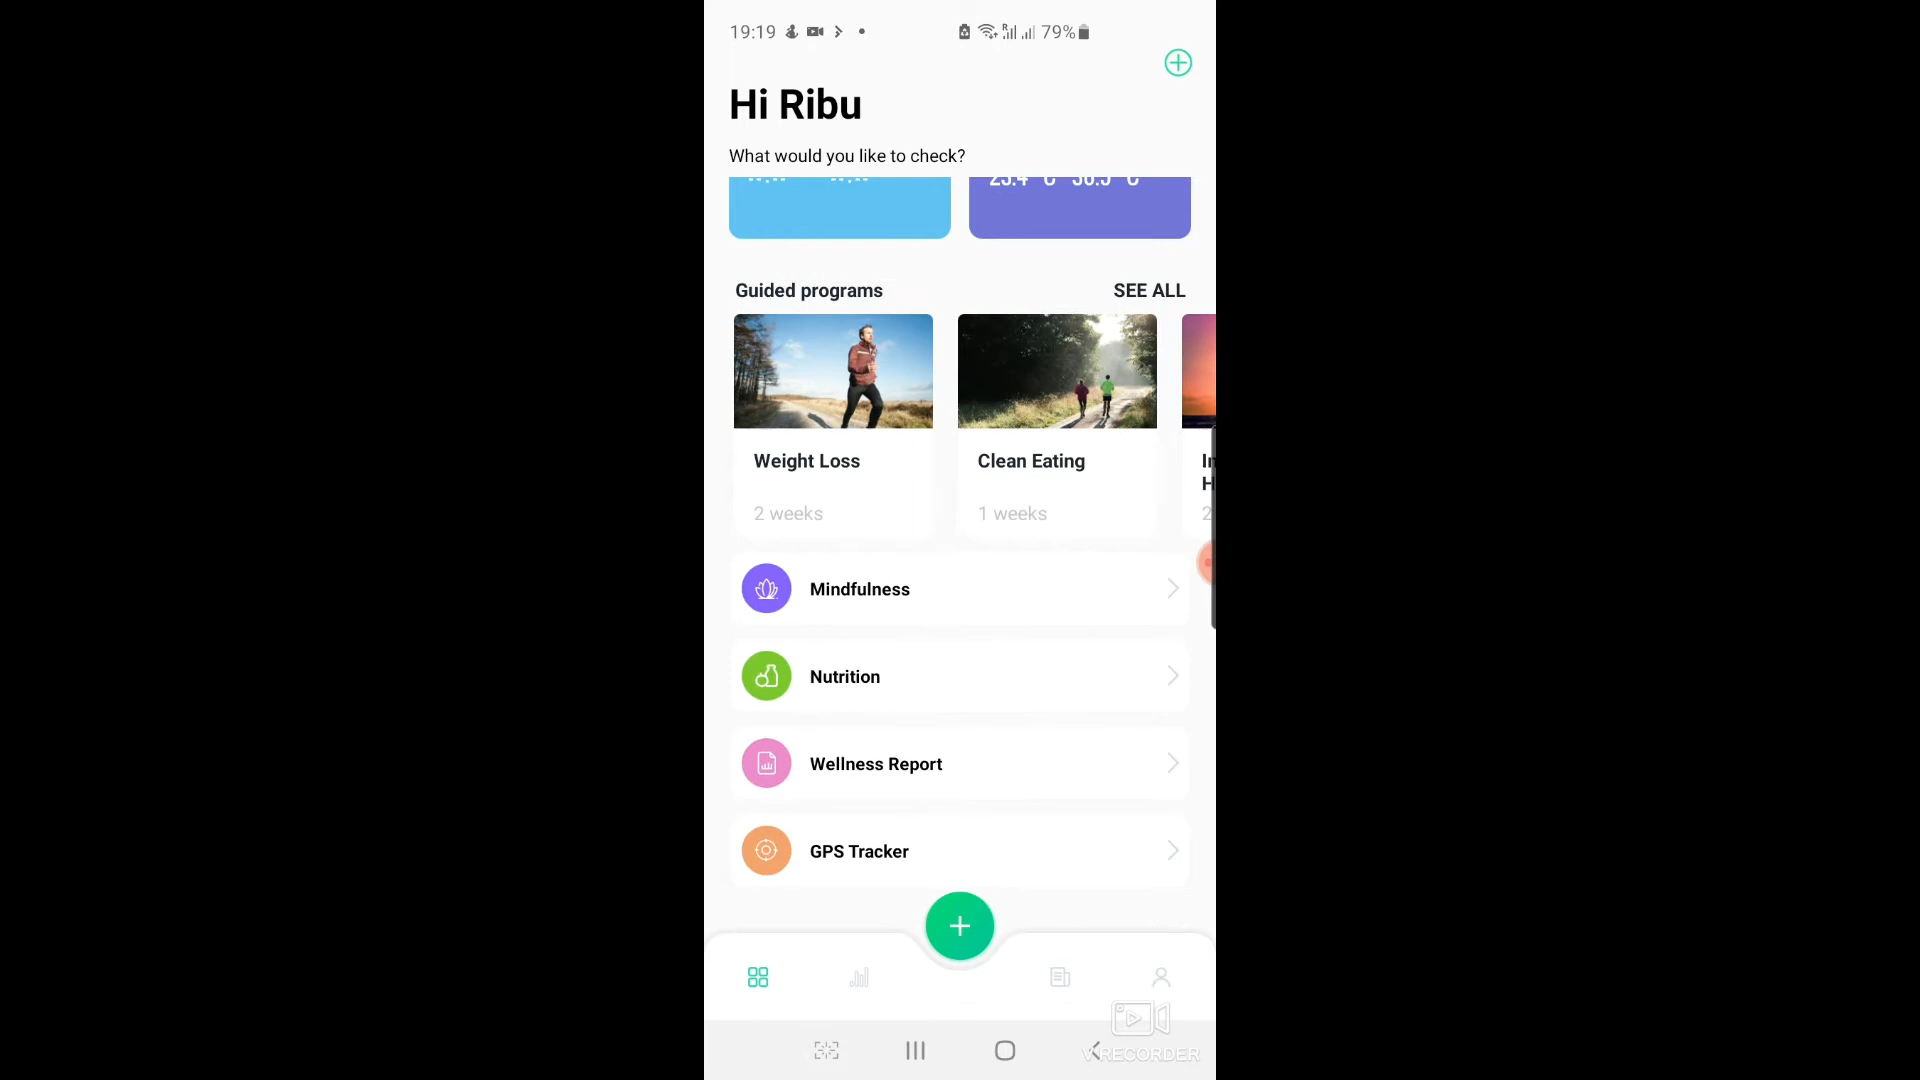 19:19 79%
Hi Ribu
What would you like to check?
Guided programs SEE ALL
Weight Loss Clean Eating
2 weeks 1 weeks
Mindfulness
Nutrition
Wellness Report
GPS Tracker
V RECORDER